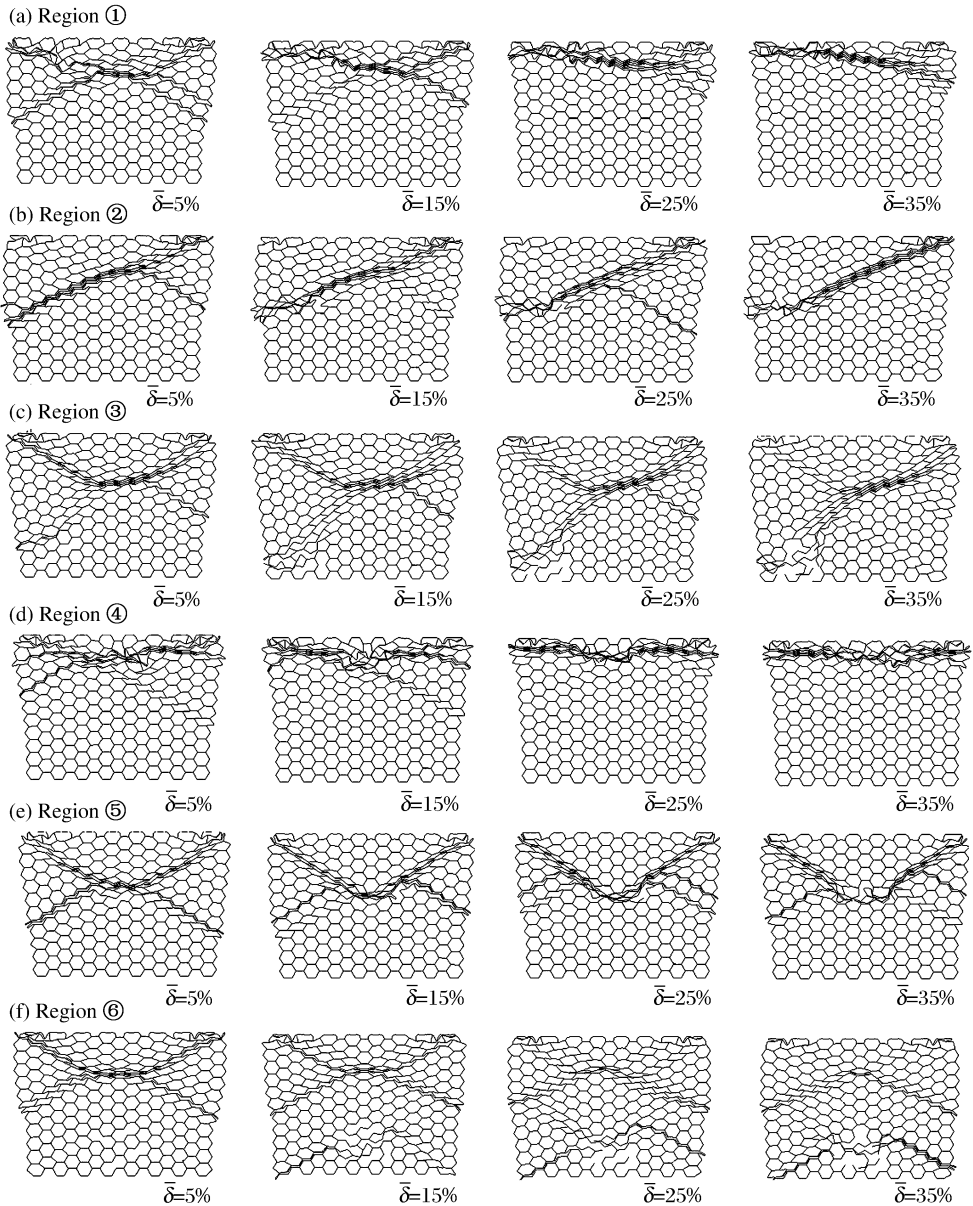 (a) Region ①
δ̄=5% δ̄=15% δ̄=25% δ̄=35%
(b) Region ②
δ̄=5% δ̄=15% δ̄=25% δ̄=35%
(c) Region ③
δ̄=5% δ̄=15% δ̄=25% δ̄=35%
(d) Region ④
δ̄=5% δ̄=15% δ̄=25% δ̄=35%
(e) Region ⑤
δ̄=5% δ̄=15% δ̄=25% δ̄=35%
(f) Region ⑥
δ̄=5% δ̄=15% δ̄=25% δ̄=35%